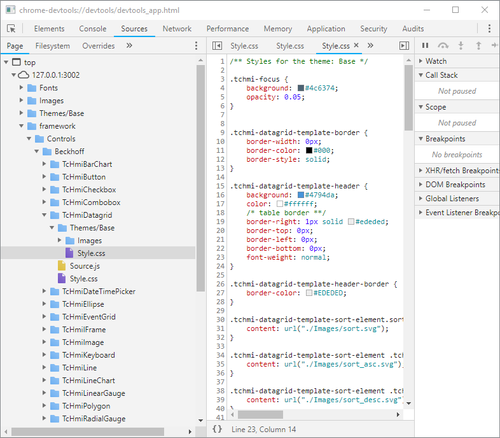 chrome-devtools://devtools/devtools_app.html
Elements Console Sources Network Performance Memory Application Security Audits
Page Filesystem Overrides »
Style.css Style.css Style.css × »
top
127.0.0.1:3002
Fonts
Images
Themes/Base
framework
Controls
Beckhoff
TcHmiBarChart
TcHmiButton
TcHmiCheckbox
TcHmiCombobox
TcHmiDatagrid
Themes/Base
Images
Style.css
Source.js
Style.css
TcHmiDateTimePicker
TcHmiEllipse
TcHmiEventGrid
TcHmiIFrame
TcHmiImage
TcHmiKeyboard
TcHmiLine
TcHmiLineChart
TcHmiLinearGauge
TcHmiPolygon
TcHmiRadialGauge
1 /** Styles for the theme: Base */
2
3 .tchmi-focus {
4 background: #4c6374;
5 opacity: 0.05;
6 }
7
8
9 .tchmi-datagrid-template-border {
10 border-width: 0px;
11 border-color: #000;
12 border-style: solid;
13 }
14
15 .tchmi-datagrid-template-header {
16 background: #4794da;
17 color: #ffffff;
18 /* table border **/
19 border-right: 1px solid #ededed;
20 border-top: 0px;
21 border-left: 0px;
22 border-bottom: 0px;
23 font-weight: normal;
24 }
25
26 .tchmi-datagrid-template-header-border {
27 border-color: #EDEDED;
28 }
29
30 .tchmi-datagrid-template-sort-element.sort
31 content: url("./Images/sort.svg");
32 }
33
34 .tchmi-datagrid-template-sort-element .tch
35 content: url("./Images/sort_asc.svg");
36 }
37
38 .tchmi-datagrid-template-sort-element .tch
39 content: url("./Images/sort_desc.svg")
{} Line 23, Column 14
Watch
Call Stack
Not paused
Scope
Not paused
Breakpoints
No breakpoints
XHR/fetch Breakpoints
DOM Breakpoints
Global Listeners
Event Listener Breakpo